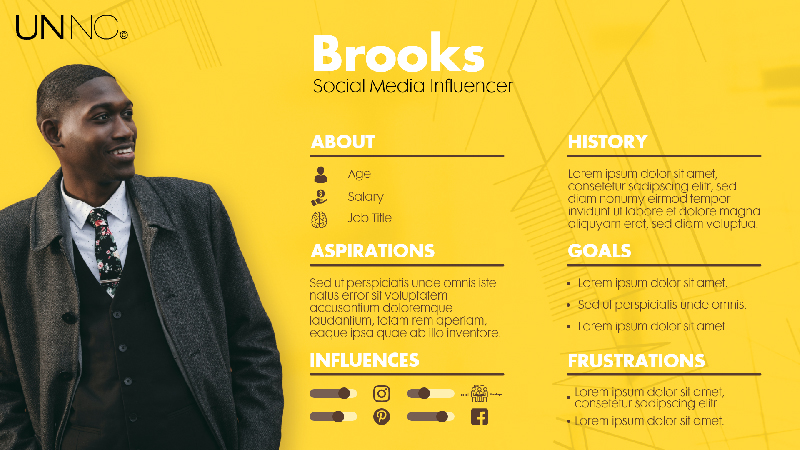 UNNC©
Brooks
Social Media Influencer
ABOUT
Age
Salary
Job Title
ASPIRATIONS
Sed ut perspiciatis unde omnis iste
natus error sit voluptatem
accusantium doloremque
laudantium, totam rem aperiam,
eaque ipsa quae ab illo inventore.
INFLUENCES
HISTORY
Lorem ipsum dolor sit amet,
consetetur sadipscing elitr, sed
diam nonumy eirmod tempor
invidunt ut labore et dolore magna
aliquyam erat, sed diam voluptua.
GOALS
• Lorem ipsum dolor sit amet.
• Sed ut perspiciatis unde omnis.
• Lorem ipsum dolor sit amet
FRUSTRATIONS
• Lorem ipsum dolor sit amet,
consetetur sadipscing elitr
• Lorem ipsum dolor sit amet.